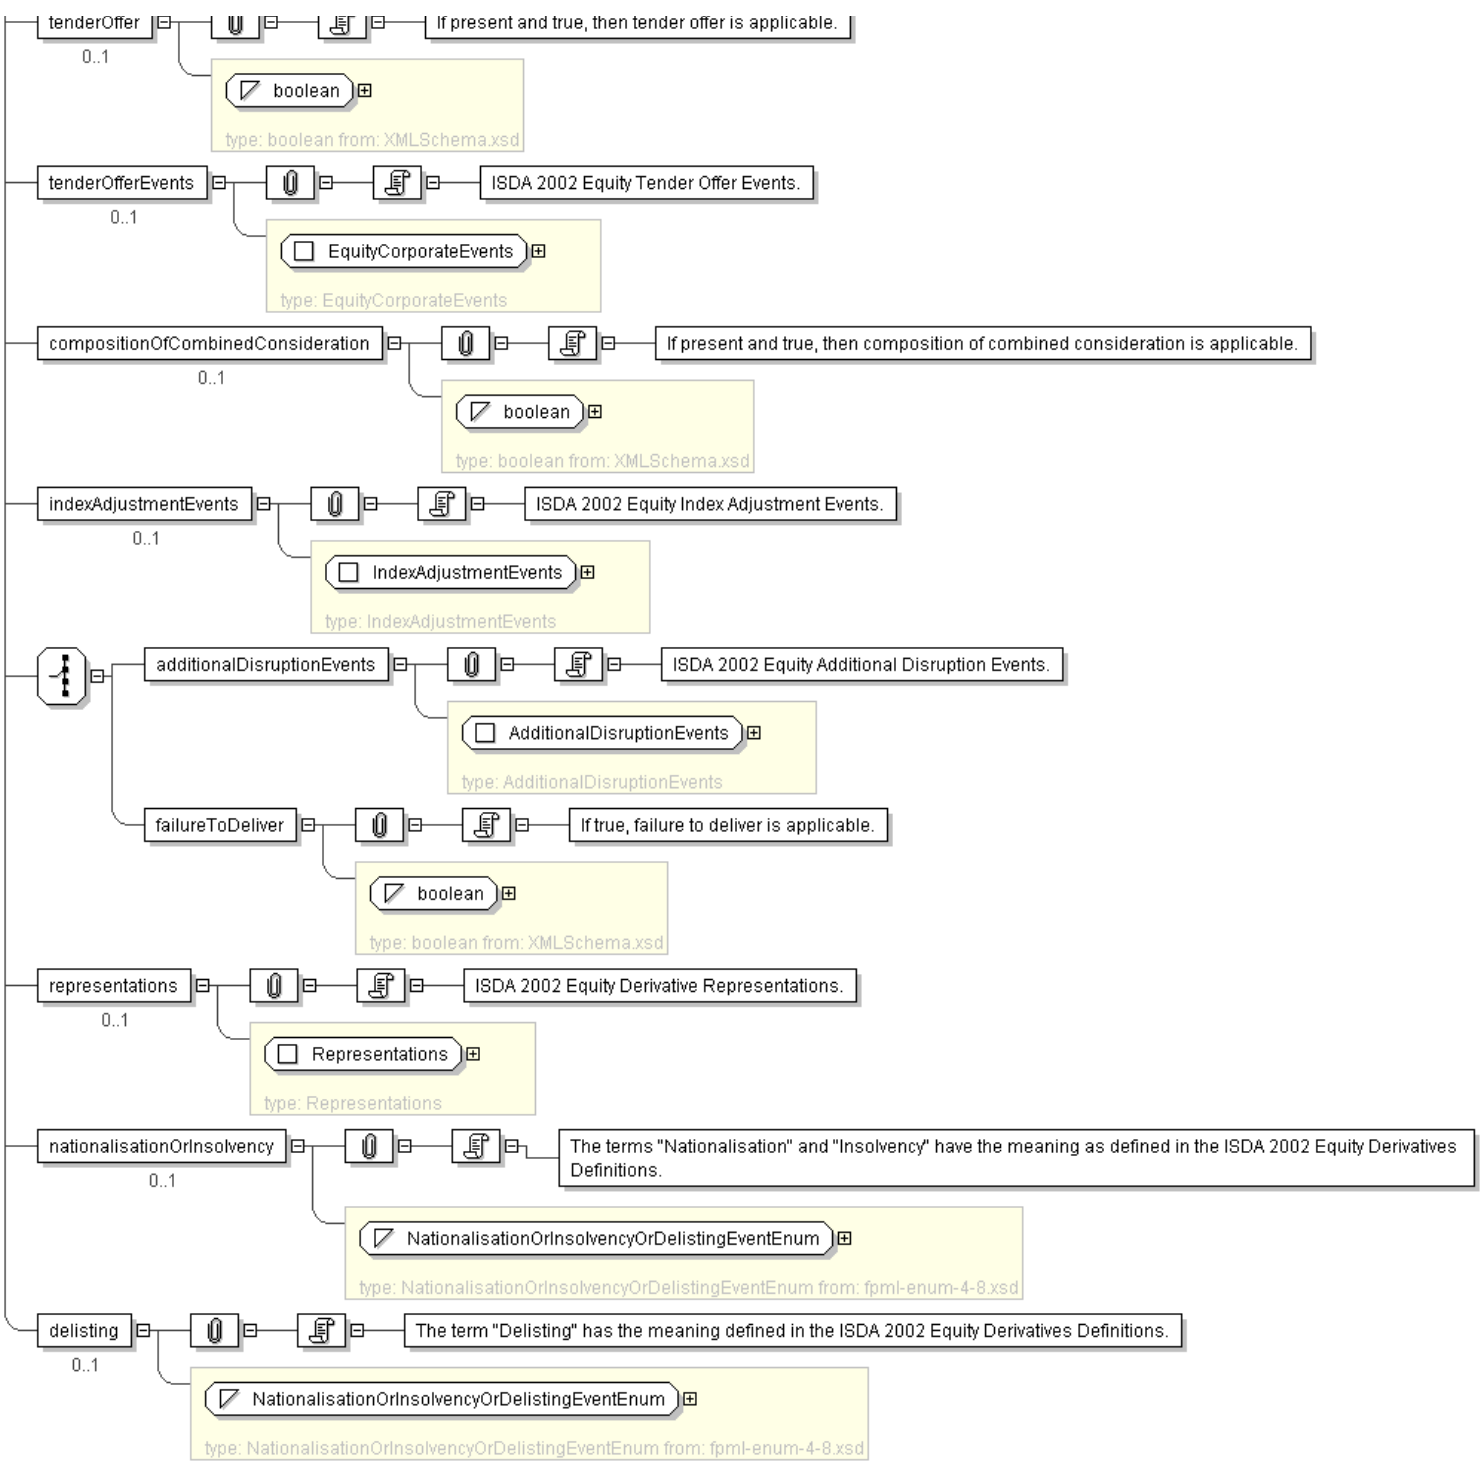 tenderOffer
If present and true, then tender offer is applicable.
0..1
boolean
type: boolean from: XMLSchema.xsd
tenderOfferEvents
ISDA 2002 Equity Tender Offer Events.
0..1
EquityCorporateEvents
type: EquityCorporateEvents
compositionOfCombinedConsideration
If present and true, then composition of combined consideration is applicable.
0..1
boolean
type: boolean from: XMLSchema.xsd
indexAdjustmentEvents
ISDA 2002 Equity Index Adjustment Events.
0..1
IndexAdjustmentEvents
type: IndexAdjustmentEvents
additionalDisruptionEvents
ISDA 2002 Equity Additional Disruption Events.
AdditionalDisruptionEvents
type: AdditionalDisruptionEvents
failureToDeliver
If true, failure to deliver is applicable.
boolean
type: boolean from: XMLSchema.xsd
representations
ISDA 2002 Equity Derivative Representations.
0..1
Representations
type: Representations
nationalisationOrInsolvency
The terms "Nationalisation" and "Insolvency" have the meaning as defined in the ISDA 2002 Equity Derivatives
Definitions.
0..1
NationalisationOrInsolvencyOrDelistingEventEnum
type: NationalisationOrInsolvencyOrDelistingEventEnum from: fpml-enum-4-8.xsd
delisting
The term "Delisting" has the meaning defined in the ISDA 2002 Equity Derivatives Definitions.
0..1
NationalisationOrInsolvencyOrDelistingEventEnum
type: NationalisationOrInsolvencyOrDelistingEventEnum from: fpml-enum-4-8.xsd